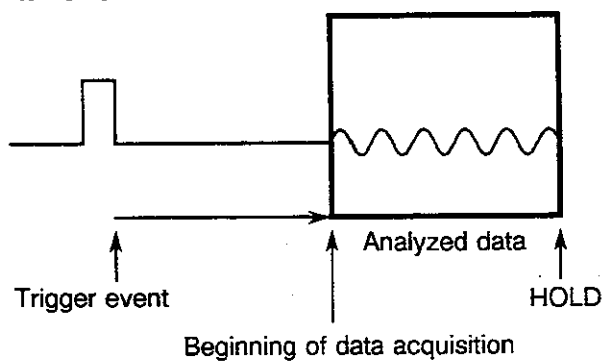 Analyzed data
Trigger event
HOLD
Beginning of data acquisition